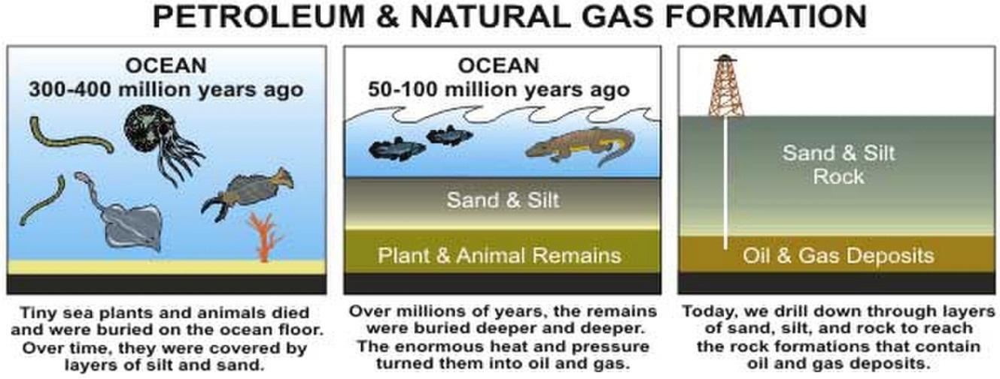 PETROLEUM & NATURAL GAS FORMATION
OCEAN
300-400 million years ago
Tiny sea plants and animals died
and were buried on the ocean floor.
Over time, they were covered by
layers of silt and sand.
OCEAN
50-100 million years ago
Sand & Silt
Plant & Animal Remains
Over millions of years, the remains
were buried deeper and deeper.
The enormous heat and pressure
turned them into oil and gas.
Sand & Silt
Rock
Oil & Gas Deposits
Today, we drill down through layers
of sand, silt, and rock to reach
the rock formations that contain
oil and gas deposits.